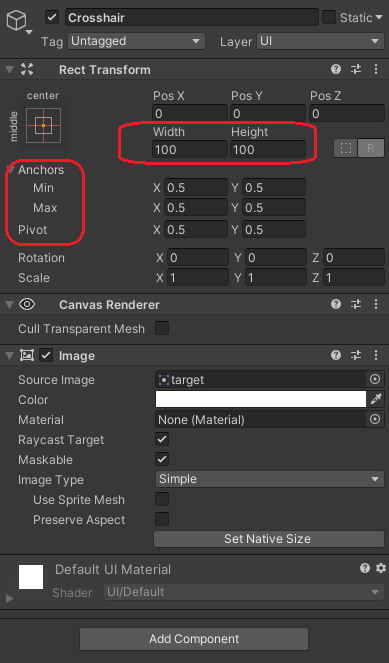 Crosshair Static
Tag Untagged Layer UI
Rect Transform
center
middle
Pos X Pos Y Pos Z
0 0 0
Width Height
100 100
R
Anchors
Min X 0.5 Y 0.5
Max X 0.5 Y 0.5
Pivot X 0.5 Y 0.5
Rotation X 0 Y 0 Z 0
Scale X 1 Y 1 Z 1
Canvas Renderer
Cull Transparent Mesh
Image
Source Image target
Color
Material None (Material)
Raycast Target
Maskable
Image Type Simple
Use Sprite Mesh
Preserve Aspect
Set Native Size
Default UI Material
Shader UI/Default
Add Component